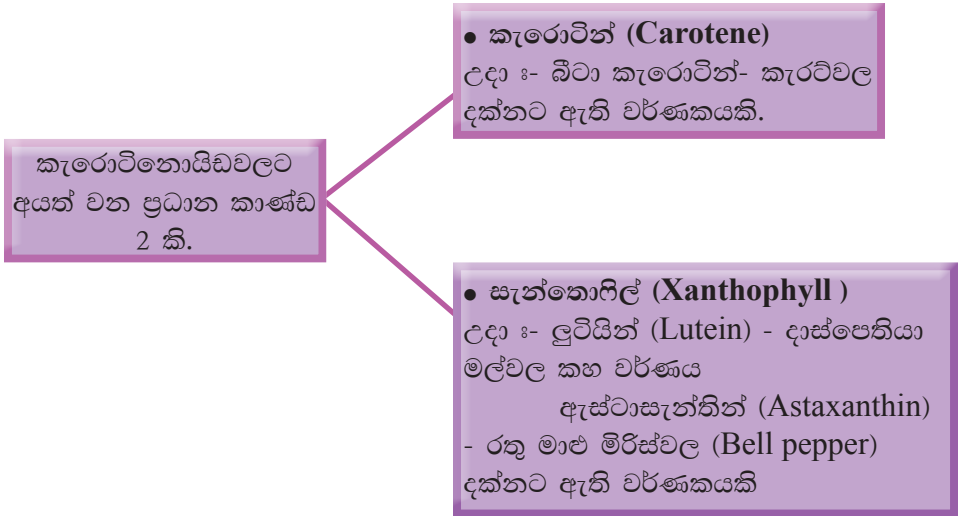 කැරොටිනොයිඩවලට
අයත් වන ප්‍රධාන කාණ්ඩ
2 කි.
• කැරොටින් (Carotene)
උදා ඃ- බීටා කැරොටින්- කැරට්වල
දක්නට ඇති වර්ණකයකි.
• සැන්තොෆිල් (Xanthophyll )
උදා ඃ- ලුටියින් (Lutein) - දාස්පෙතියා
මල්වල කහ වර්ණය
ඇස්ටාසැන්තින් (Astaxanthin)
- රතු මාළු මිරිස්වල (Bell pepper)
දක්නට ඇති වර්ණකයකි